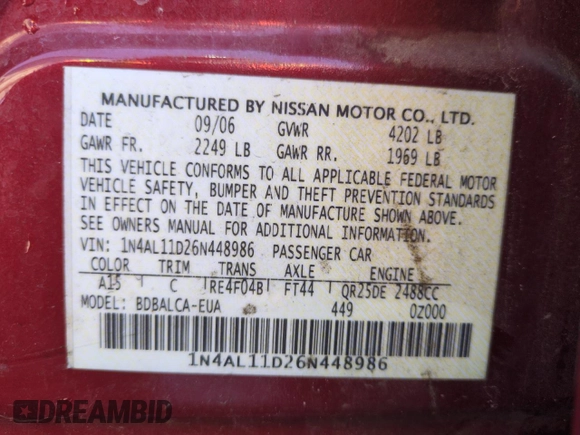 MANUFACTURED BY NISSAN MOTOR CO., LTD.
DATE 09/06 GVWR 4202 LB
GAWR FR. 2249 LB GAWR RR. 1969 LB
THIS VEHICLE CONFORMS TO ALL APPLICABLE FEDERAL MOTOR
VEHICLE SAFETY, BUMPER AND THEFT PREVENTION STANDARDS
IN EFFECT ON THE DATE OF MANUFACTURE SHOWN ABOVE.
SEE OWNERS MANUAL FOR ADDITIONAL INFORMATION.
VIN: 1N4AL11D26N448986 PASSENGER CAR
COLOR TRIM TRANS AXLE ENGINE
A15 C RE4F04B FT44 QR25DE 2488CC
MODEL: BDBALCA-EUA 449 0Z000
1N4AL11D26N448986
DREAMBID